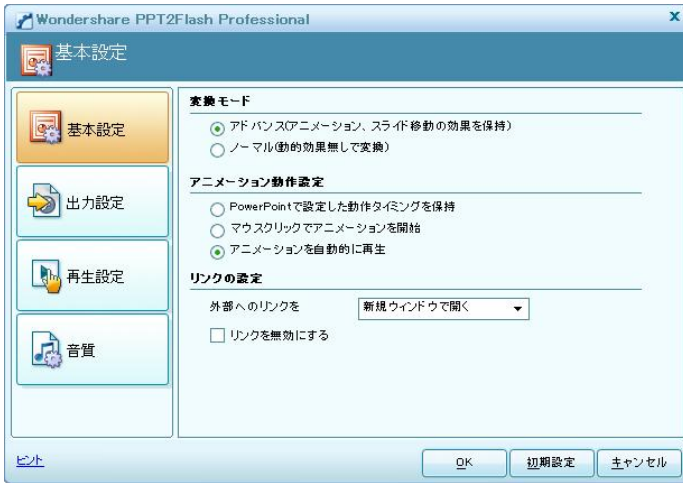 Wondershare PPT2Flash Professional
x
基本設定
基本設定
出力設定
再生設定
音質
変換モード
アドバンス(アニメーション、スライド移動の効果を保持)
ノーマル(動的効果無しで変換)
アニメーション動作設定
PowerPointで設定した動作タイミングを保持
マウスクリックでアニメーションを開始
アニメーションを自動的に再生
リンクの設定
外部へのリンクを 新規ウィンドウで開く
リンクを無効にする
ヒント
OK 初期設定 キャンセル